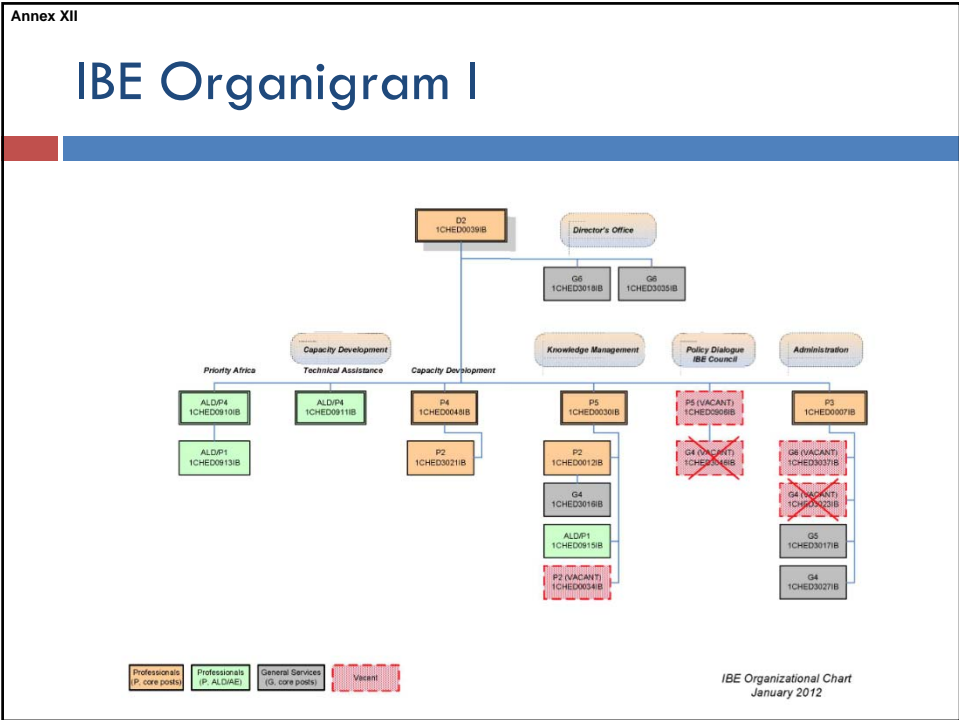 Annex XII
IBE Organigram I
D2
1CHED0039IB
Director's Office
G6
1CHED3018IB
G6
1CHED3035IB
Capacity Development
Knowledge Management
Policy Dialogue
IBE Council
Administration
Priority Africa
Technical Assistance
Capacity Development
ALD/P4
1CHED0910IB
ALD/P4
1CHED0911IB
P4
1CHED0048IB
P5
1CHED0030IB
P5 (VACANT)
1CHED0906IB
P3
1CHED0007IB
ALD/P1
1CHED0913IB
P2
1CHED3021IB
P2
1CHED0012IB
G4 (VACANT)
1CHED3046IB
G6 (VACANT)
1CHED3037IB
G4
1CHED3016IB
G4 (VACANT)
1CHED3023IB
ALD/P1
1CHED0915IB
G5
1CHED3017IB
P2 (VACANT)
1CHED0034IB
G4
1CHED3027IB
Professionals
(P, core posts)
Professionals
(P, ALD/AE)
General Services
(G, core posts)
Vacant
IBE Organizational Chart
January 2012